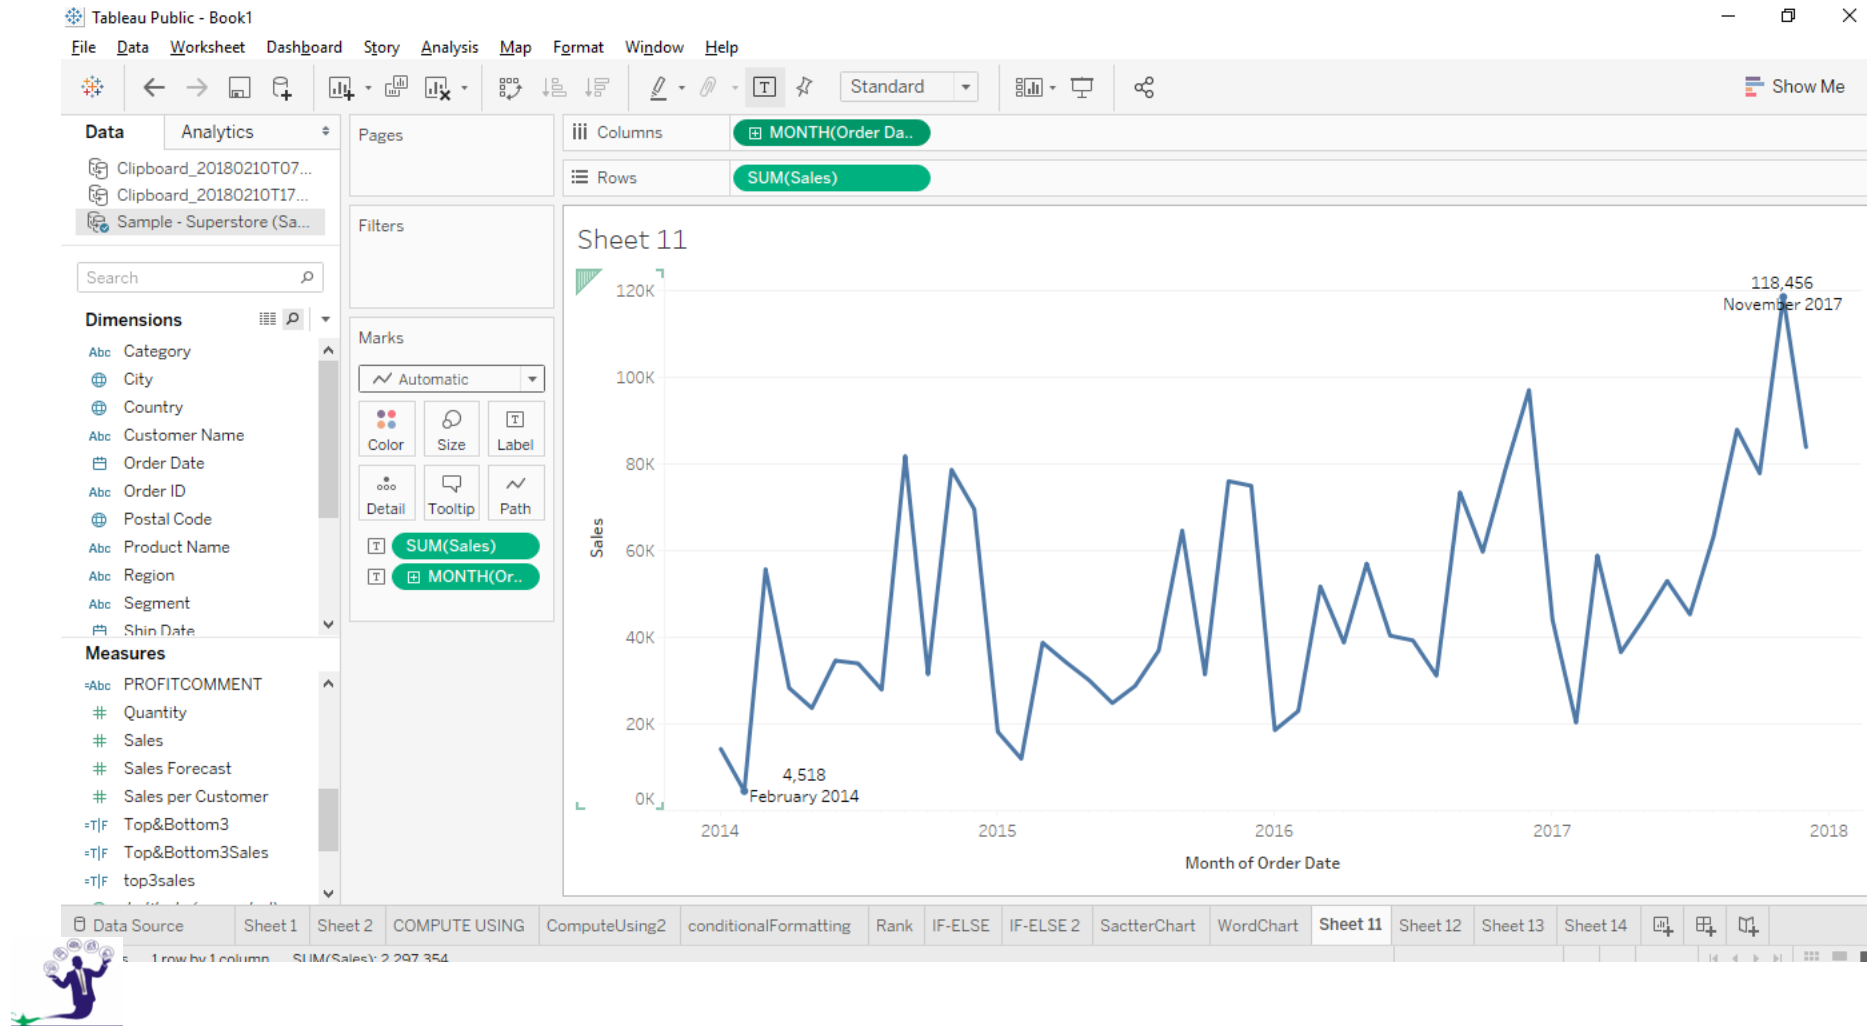 Tableau Public - Book1
File Data Worksheet Dashboard Story Analysis Map Format Window Help
Standard
Show Me
Data Analytics
Clipboard_20180210T07...
Clipboard_20180210T17...
Sample - Superstore (Sa...
Search
Dimensions
Abc Category
City
Country
Abc Customer Name
Order Date
Abc Order ID
Postal Code
Abc Product Name
Abc Region
Abc Segment
Ship Date
Measures
=Abc PROFITCOMMENT
# Quantity
# Sales
# Sales Forecast
# Sales per Customer
=T|F Top&Bottom3
=T|F Top&Bottom3Sales
=T|F top3sales
Pages
Filters
Marks
Automatic
Color Size T Label
Detail Tooltip Path
T SUM(Sales)
T MONTH(Or..
Columns MONTH(Order Da..
Rows SUM(Sales)
Sheet 11
118,456
November 2017
120K
100K
80K
60K
40K
20K
0K
Sales
4,518
February 2014
2014 2015 2016 2017 2018
Month of Order Date
Data Source Sheet 1 Sheet 2 COMPUTE USING ComputeUsing2 conditionalFormatting Rank IF-ELSE IF-ELSE 2 SactterChart WordChart Sheet 11 Sheet 12 Sheet 13 Sheet 14
1 row by 1 column SUM(Sales): 2,297,354